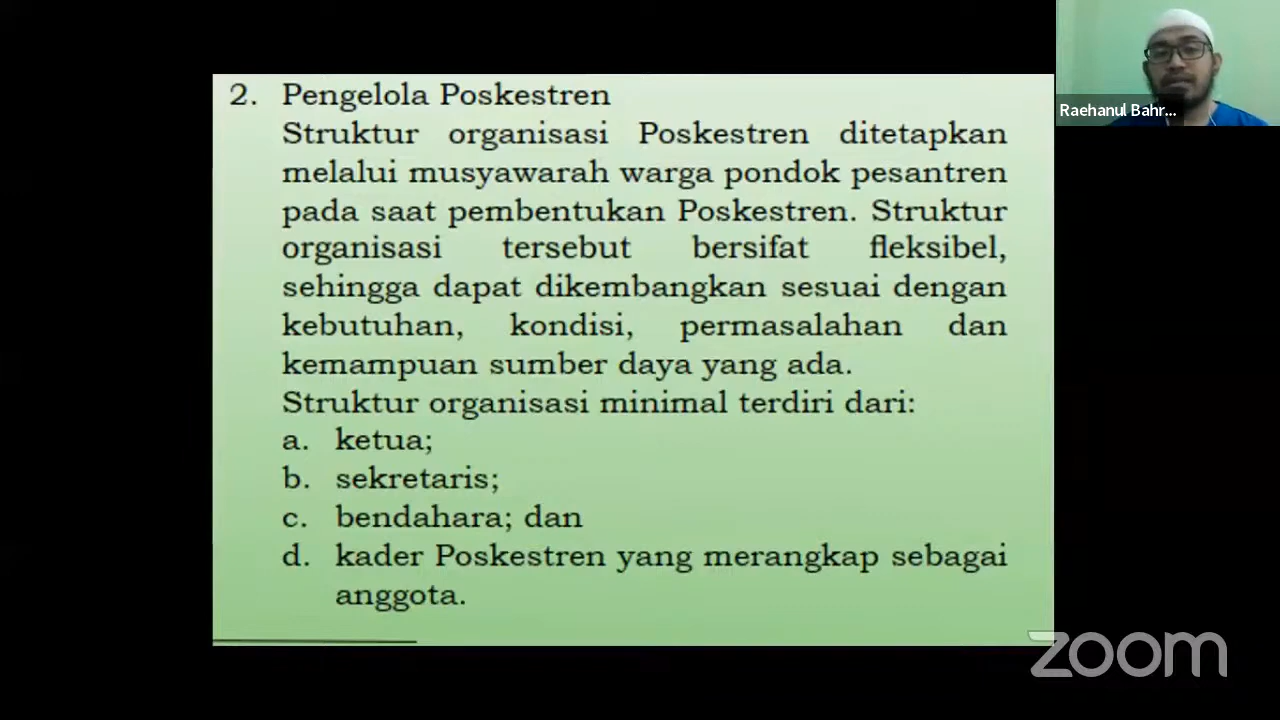 2. Pengelola Poskestren
Struktur organisasi Poskestren ditetapkan
melalui musyawarah warga pondok pesantren
pada saat pembentukan Poskestren. Struktur
organisasi tersebut bersifat fleksibel,
sehingga dapat dikembangkan sesuai dengan
kebutuhan, kondisi, permasalahan dan
kemampuan sumber daya yang ada.
Struktur organisasi minimal terdiri dari:
a. ketua;
b. sekretaris;
c. bendahara; dan
d. kader Poskestren yang merangkap sebagai
anggota.
Raehanul Bahr...
zoom